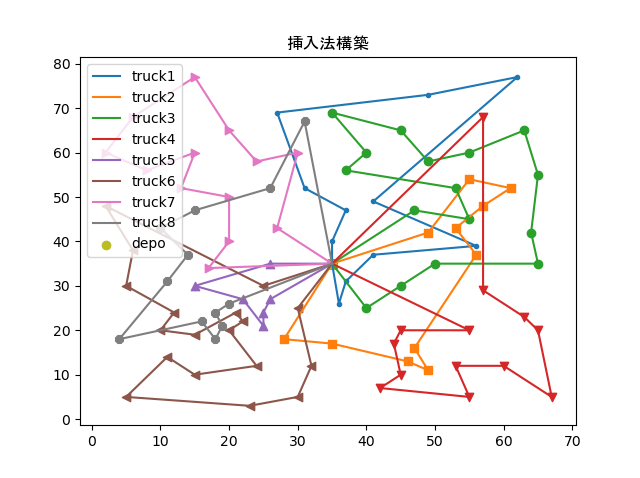 挿入法構築
80
70
60
50
40
30
20
10
0
truck1
truck2
truck3
truck4
truck5
truck6
truck7
truck8
depo
0 10 20 30 40 50 60 70